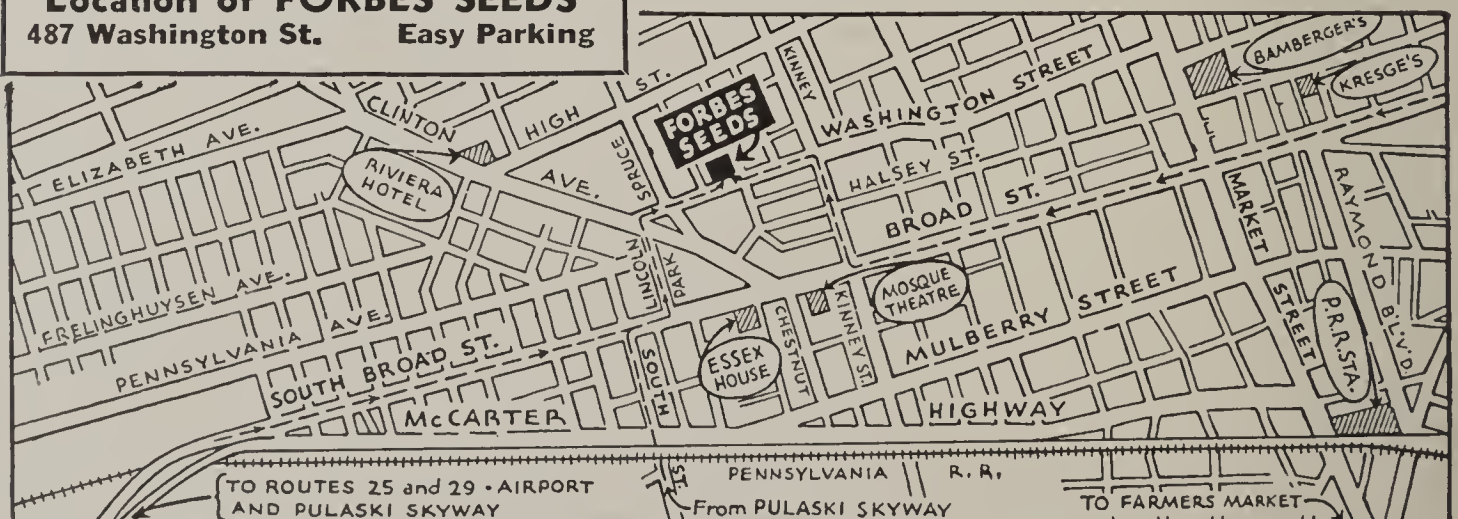 Location of FORBES SEEDS
487 Washington St. Easy Parking
BAMBERGER'S
KRESGE'S
KINNEY
ST.
HIGH
CLINTON
AVE.
FORBES
SEEDS
WASHINGTON STREET
ELIZABETH AVE.
RIVIERA
HOTEL
SPRUCE
HALSEY ST.
BROAD ST.
MARKET
STREET
RAYMOND BLV'D.
LINCOLN
PARK
MOSQUE
THEATRE
KINNEY ST.
MULBERRY STREET
P.R.R. STA.
FRELINGHUYSEN AVE.
PENNSYLVANIA AVE.
SOUTH BROAD ST.
ESSEX
HOUSE
CHESTNUT
SOUTH
ST.
McCARTER HIGHWAY
PENNSYLVANIA R. R.
TO ROUTES 25 and 29 · AIRPORT
AND PULASKI SKYWAY
From PULASKI SKYWAY
TO FARMERS MARKET